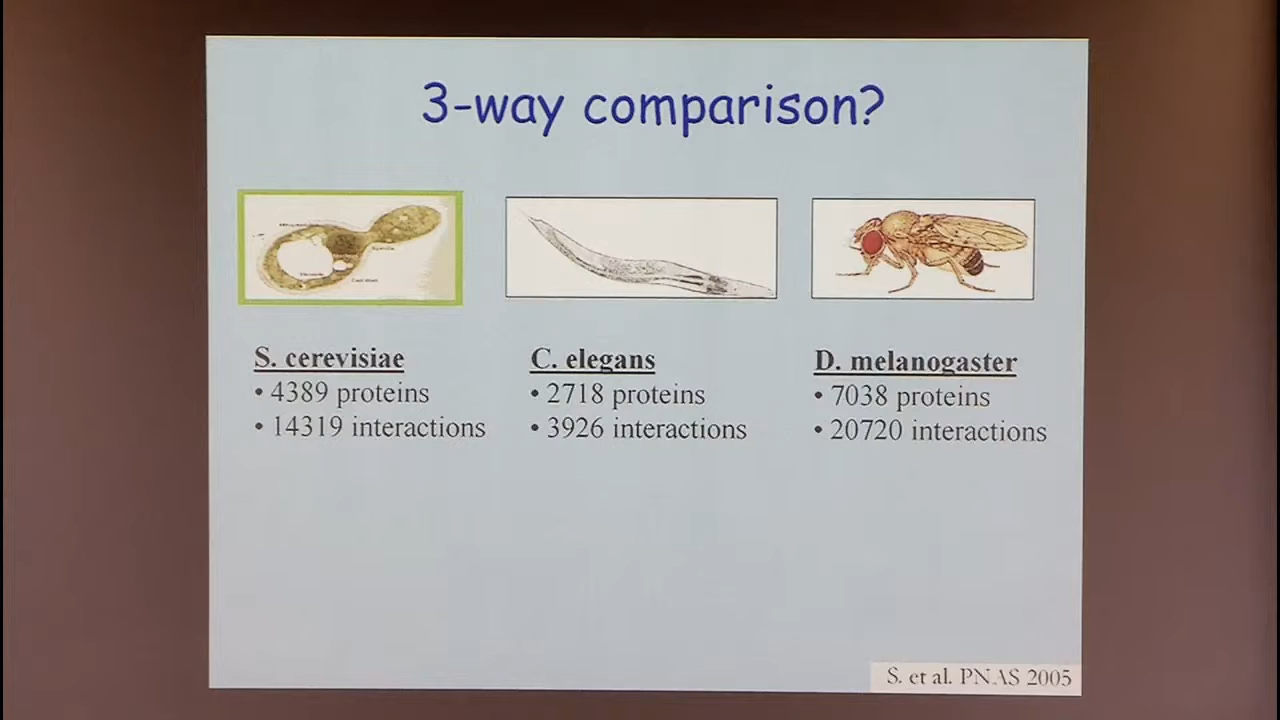 3-way comparison?
S. cerevisiae
• 4389 proteins
• 14319 interactions
C. elegans
• 2718 proteins
• 3926 interactions
D. melanogaster
• 7038 proteins
• 20720 interactions
S. et al. PNAS 2005